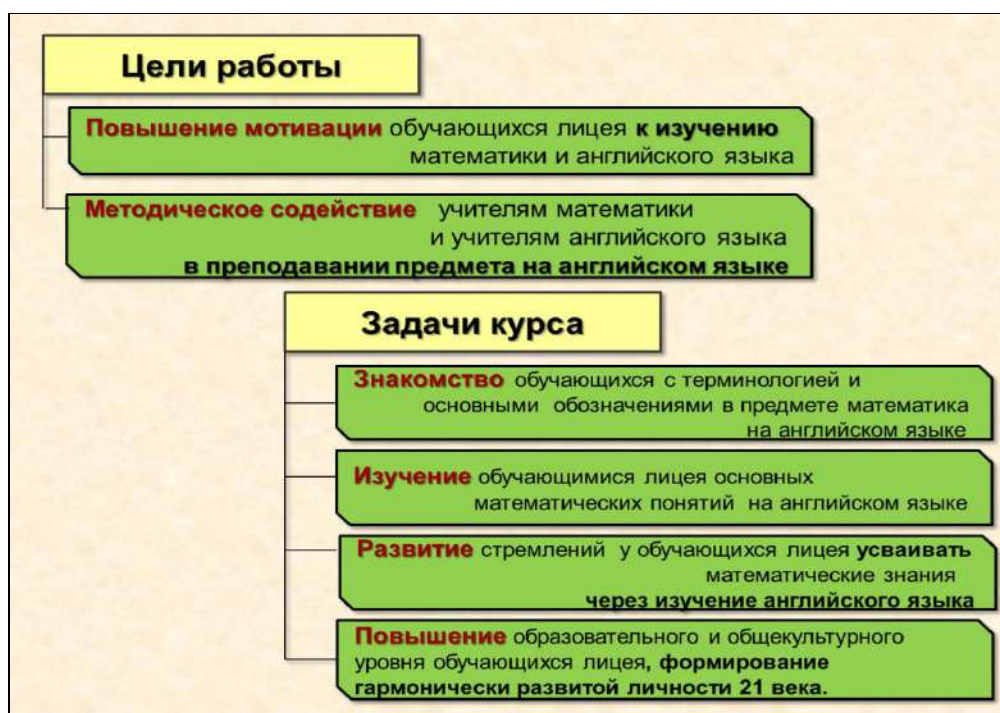 Цели работы
Повышение мотивации обучающихся лицея к изучению
математики и английского языка
Методическое содействие учителям математики
и учителям английского языка
в преподавании предмета на английском языке
Задачи курса
Знакомство обучающихся с терминологией и
основными обозначениями в предмете математика
на английском языке
Изучение обучающимися лицея основных
математических понятий на английском языке
Развитие стремлений у обучающихся лицея усваивать
математические знания
через изучение английского языка
Повышение образовательного и общекультурного
уровня обучающихся лицея, формирование
гармонически развитой личности 21 века.